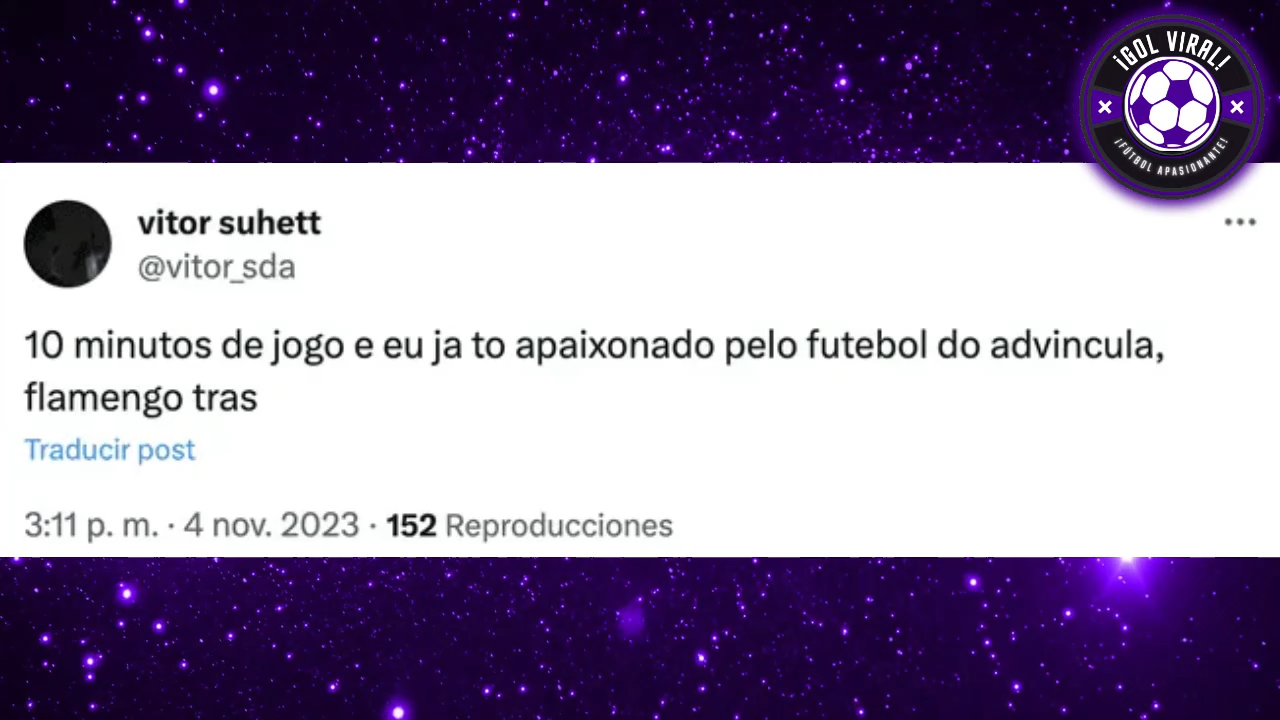 ¡GOL VIRAL!
¡FÚTBOL APASIONANTE!
vitor suhett
@vitor_sda
10 minutos de jogo e eu ja to apaixonado pelo futebol do advincula,
flamengo tras
Traducir post
3:11 p. m. · 4 nov. 2023 · 152 Reproducciones